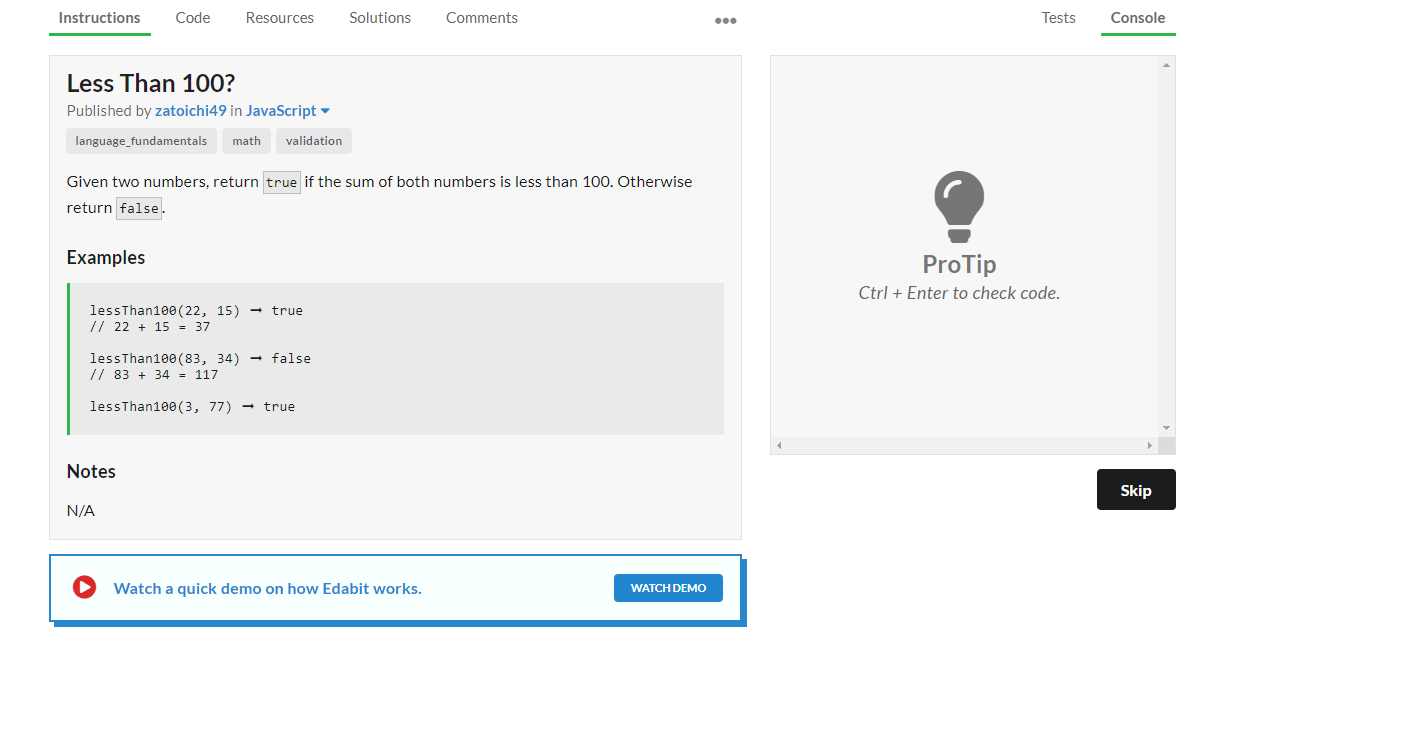 Instructions Code Resources Solutions Comments ●●● Tests Console
Less Than 100?
Published by zatoichi49 in JavaScript
language_fundamentals math validation
Given two numbers, return true if the sum of both numbers is less than 100. Otherwise
return false.
Examples
lessThan100(22, 15) ➞ true
// 22 + 15 = 37
lessThan100(83, 34) ➞ false
// 83 + 34 = 117
lessThan100(3, 77) ➞ true
Notes
N/A
Watch a quick demo on how Edabit works. WATCH DEMO
ProTip
Ctrl + Enter to check code.
Skip